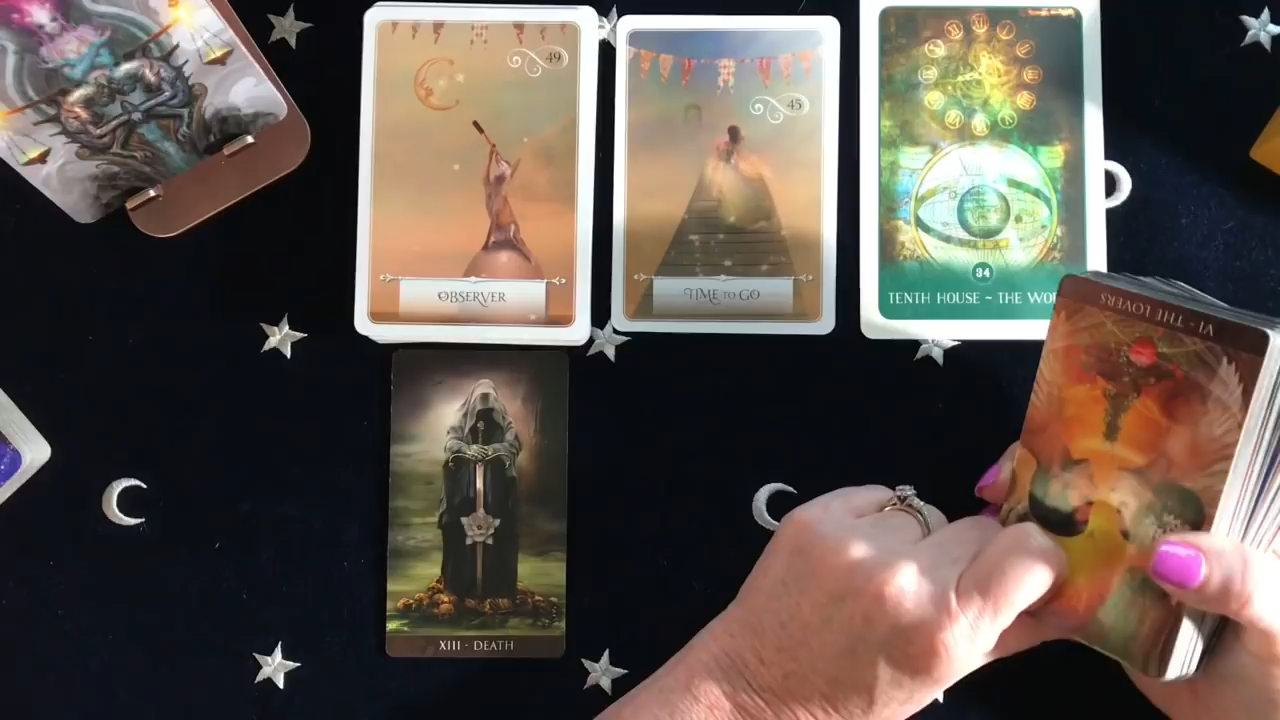 49
OBSERVER
45
TIME TO GO
34
TENTH HOUSE ~ THE WO
VI - THE LOVERS
XIII - DEATH